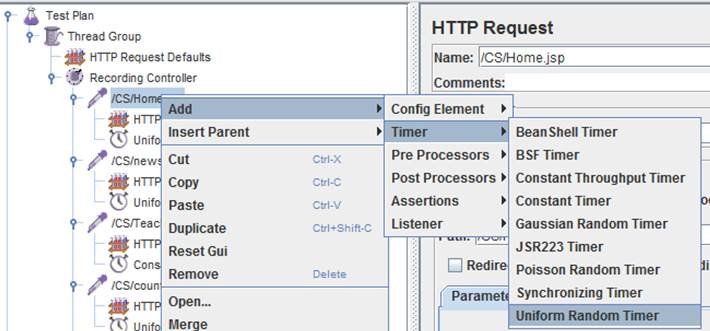 Test Plan
Thread Group
HTTP Request Defaults
Recording Controller
/CS/Home
HTTP
Unifo
/CS/news
HTTP
Unifo
/CS/Teac
HTTP
Cons
/CS/coun
HTTP
Unifo
Add
Insert Parent
Cut Ctrl-X
Copy Ctrl-C
Paste Ctrl-V
Duplicate Ctrl+Shift-C
Reset Gui
Remove Delete
Open...
Merge
Config Element
Timer
Pre Processors
Post Processors
Assertions
Listener
BeanShell Timer
BSF Timer
Constant Throughput Timer
Constant Timer
Gaussian Random Timer
JSR223 Timer
Poisson Random Timer
Synchronizing Timer
Uniform Random Timer
HTTP Request
Name: /CS/Home.jsp
Comments:
Redire
Paramete